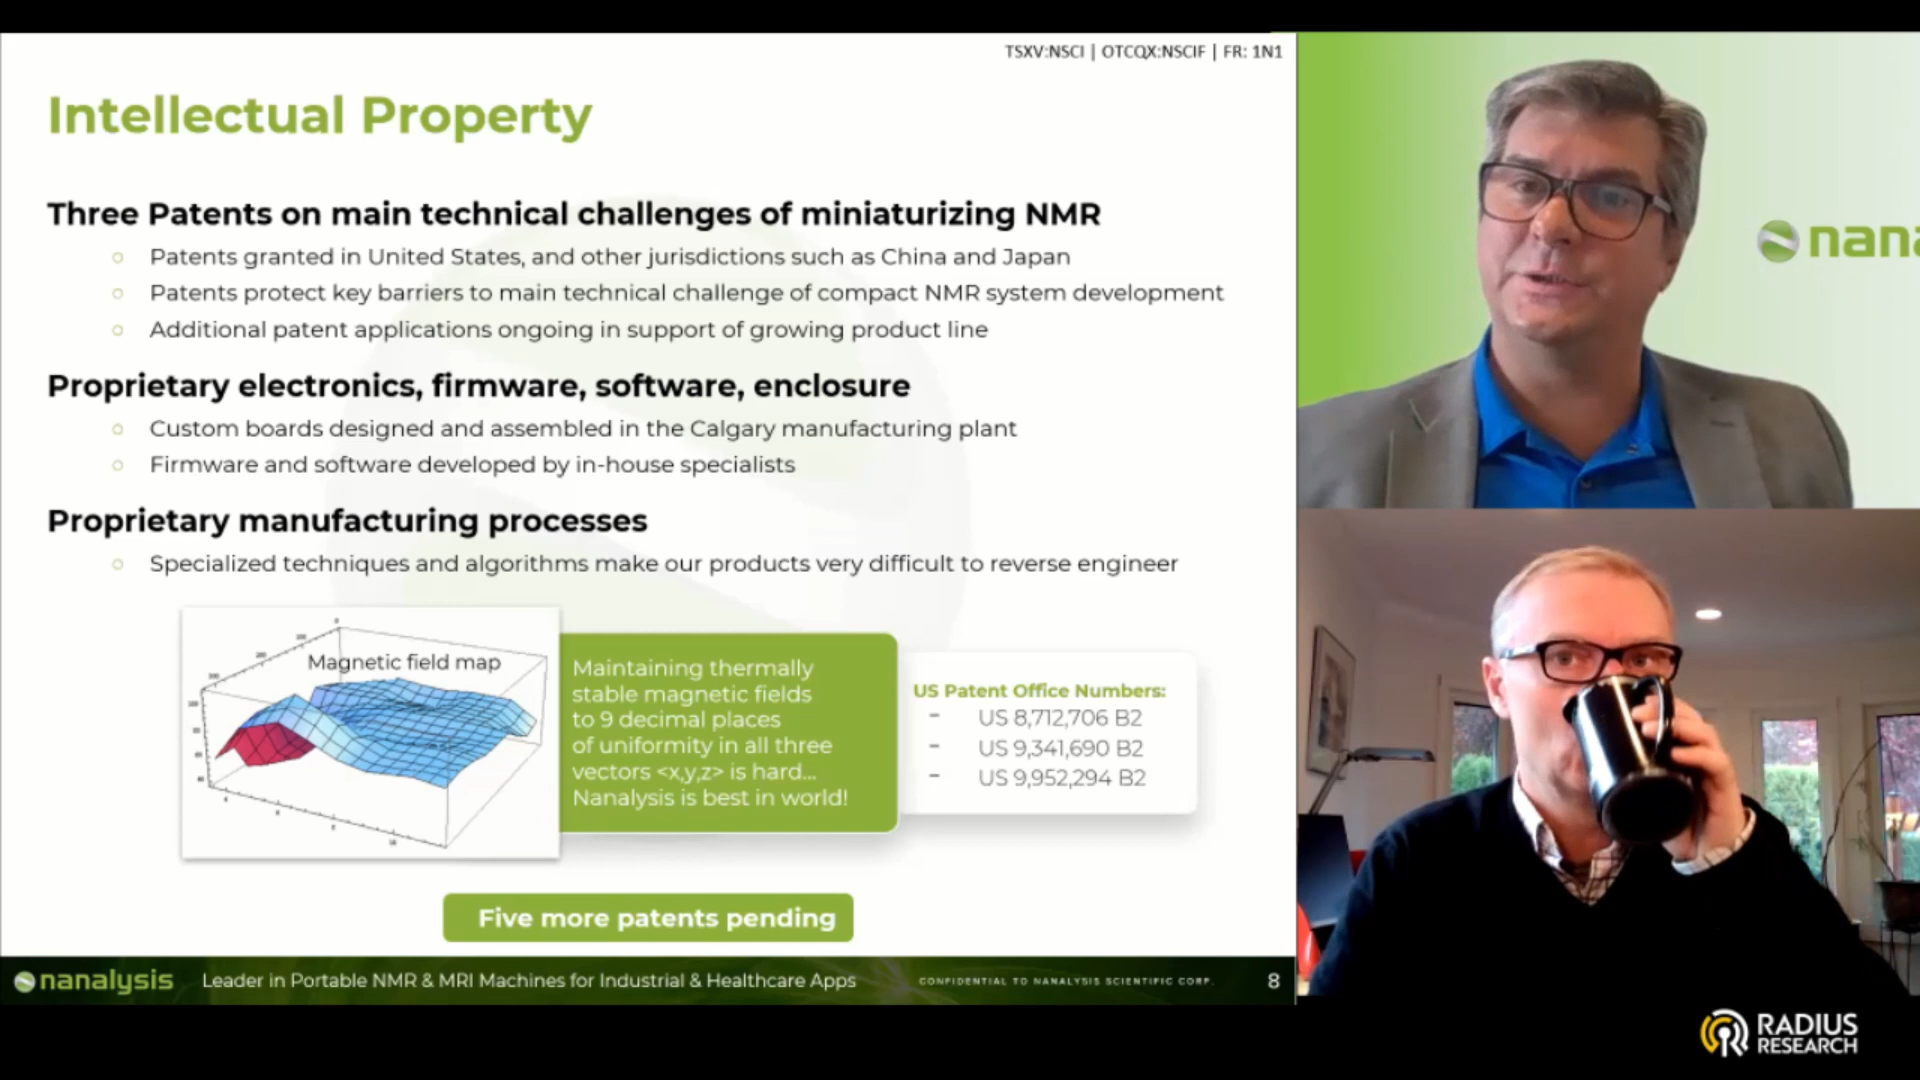 TSXV:NSCI | OTCQX:NSCIF | FR: 1N1
Intellectual Property
Three Patents on main technical challenges of miniaturizing NMR
Patents granted in United States, and other jurisdictions such as China and Japan
Patents protect key barriers to main technical challenge of compact NMR system development
Additional patent applications ongoing in support of growing product line
Proprietary electronics, firmware, software, enclosure
Custom boards designed and assembled in the Calgary manufacturing plant
Firmware and software developed by in-house specialists
Proprietary manufacturing processes
Specialized techniques and algorithms make our products very difficult to reverse engineer
Magnetic field map
Maintaining thermally
stable magnetic fields
to 9 decimal places
of uniformity in all three
vectors <x,y,z> is hard...
Nanalysis is best in world!
US Patent Office Numbers:
- US 8,712,706 B2
- US 9,341,690 B2
- US 9,952,294 B2
Five more patents pending
nanalysis
Leader in Portable NMR & MRI Machines for Industrial & Healthcare Apps
CONFIDENTIAL TO NANALYSIS SCIENTIFIC CORP.
8
nana
RADIUS
RESEARCH